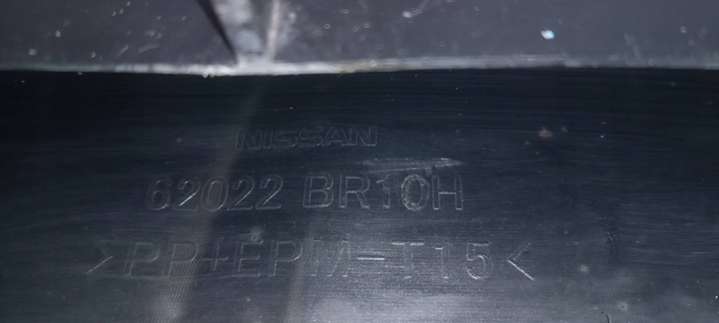 NISSAN
62022 BR10H
>PP+EPM-T15<